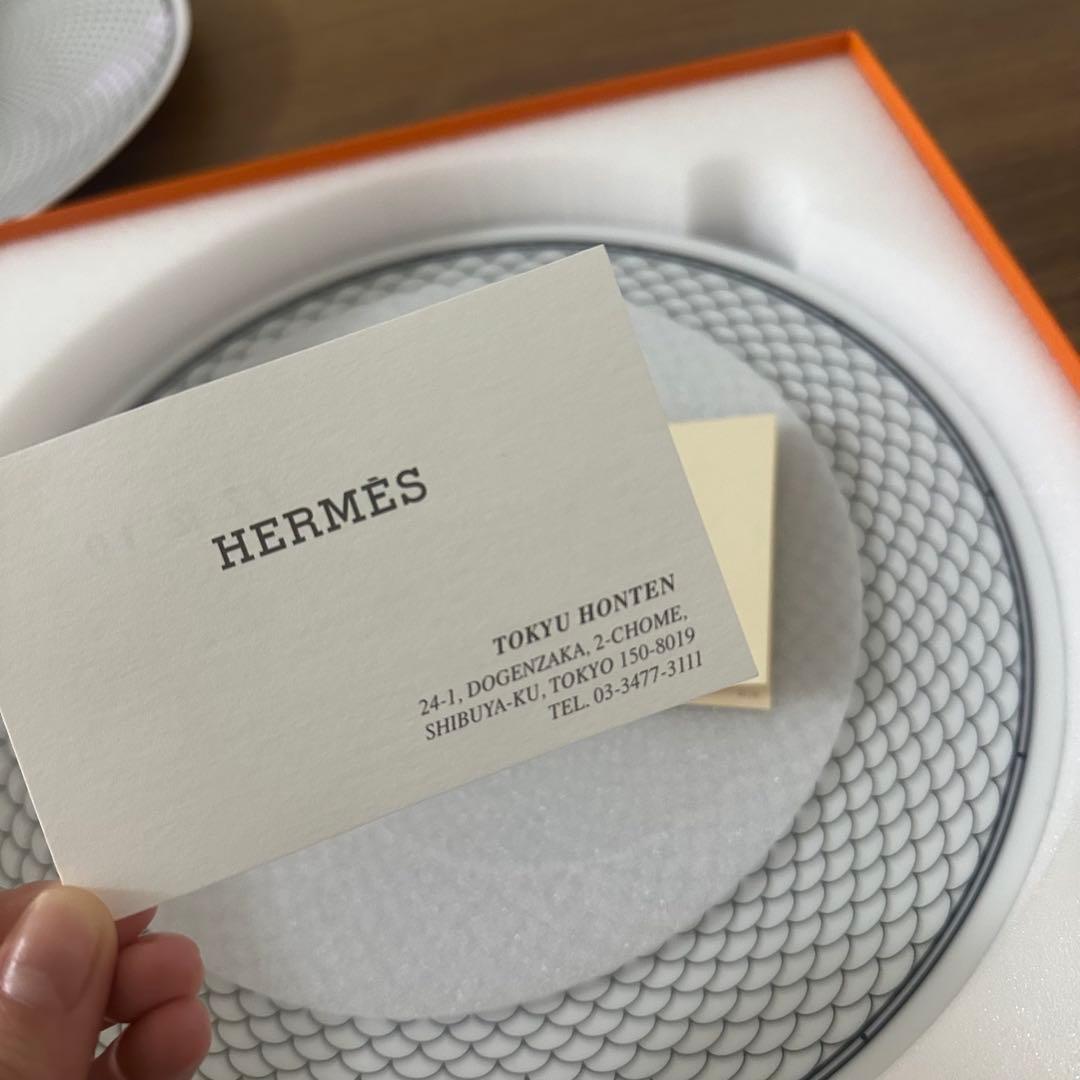 HERMÈS
TOKYU HONTEN
24-1, DOGENZAKA, 2-CHOME,
SHIBUYA-KU, TOKYO 150-8019
TEL. 03-3477-3111